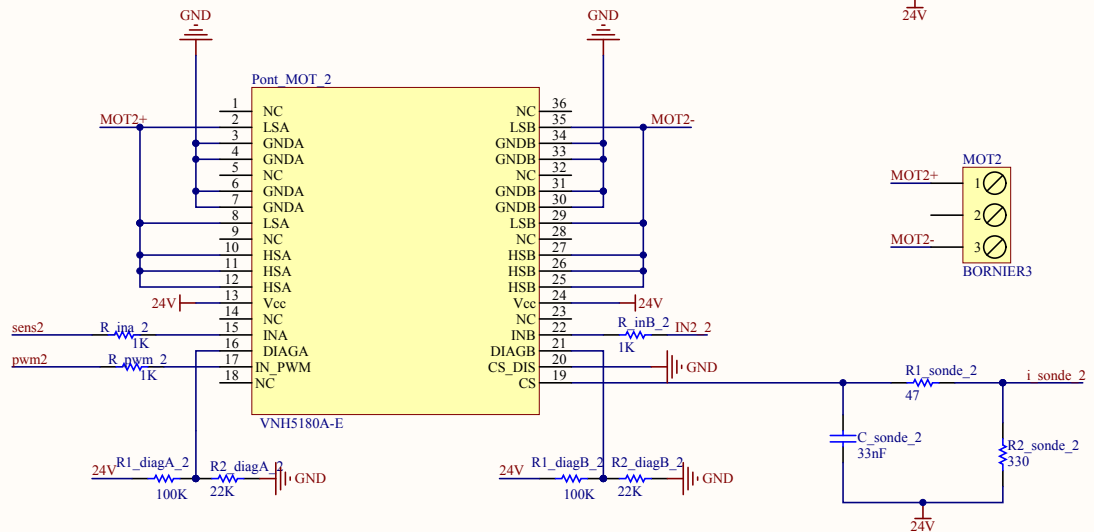 24V
GND
GND
Pont_MOT_2
1 NC NC 36
MOT2+ 2 LSA LSB 35 MOT2-
3 GNDA GNDB 34
4 GNDA GNDB 33
5 NC NC 32
6 GNDA GNDB 31
7 GNDA GNDB 30
8 LSA LSB 29
9 NC NC 28
10 HSA HSB 27
11 HSA HSB 26
12 HSA HSB 25
24V 13 Vcc Vcc 24 24V
14 NC NC 23
sens2 R_ina_2 1K 15 INA INB 22 R_inB_2 1K IN2_2
16 DIAGA DIAGB 21
pwm2 R_pwm_2 1K 17 IN_PWM CS_DIS 20 GND
18 NC CS 19
VNH5180A-E
MOT2
MOT2+ 1
2
MOT2- 3
BORNIER3
R1_sonde_2
47
i_sonde_2
C_sonde_2
33nF
R2_sonde_2
330
24V
24V R1_diagA_2 R2_diagA_2 GND
100K 22K
24V R1_diagB_2 R2_diagB_2 GND
100K 22K